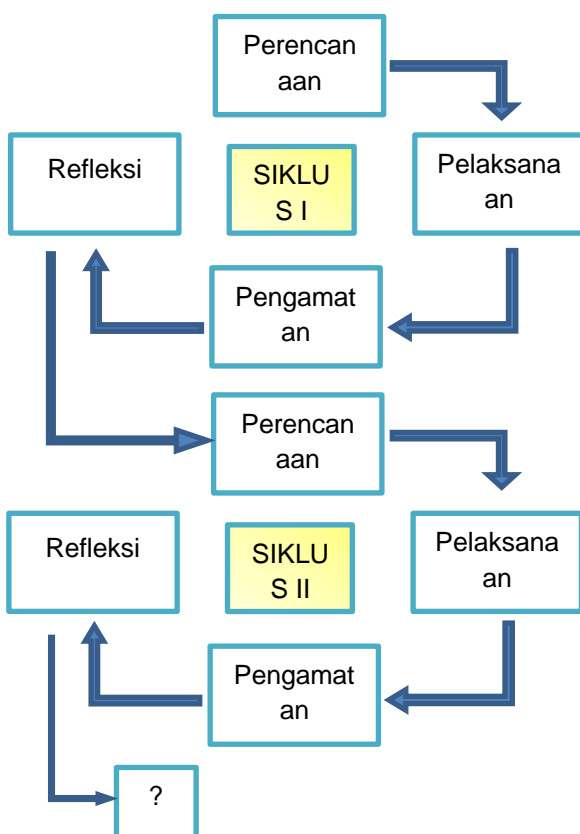 Perencan
aan
Refleksi
SIKLU
S I
Pelaksana
an
Pengamat
an
Perencan
aan
Refleksi
SIKLU
S II
Pelaksana
an
Pengamat
an
?